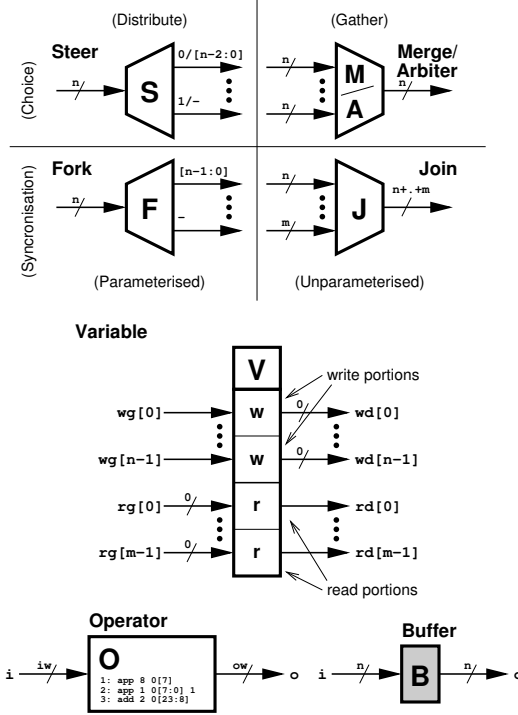 (Distribute)
(Gather)
(Choice)
Steer
n
S
0/[n-2:0]
1/-
n
n
M
A
Merge/
Arbiter
n
(Syncronisation)
Fork
n
F
[n-1:0]
-
n
m
J
Join
n+.+m
(Parameterised)
(Unparameterised)
Variable
V
write portions
wg[0]
w
0
wd[0]
wg[n-1]
w
0
wd[n-1]
rg[0]
0
r
rd[0]
rg[m-1]
0
r
rd[m-1]
read portions
Operator
i
iw
O
1: app 8 0[7]
2: app 1 0[7:0] 1
3: add 2 0[23:8]
ow
o
Buffer
i
n
B
n
o